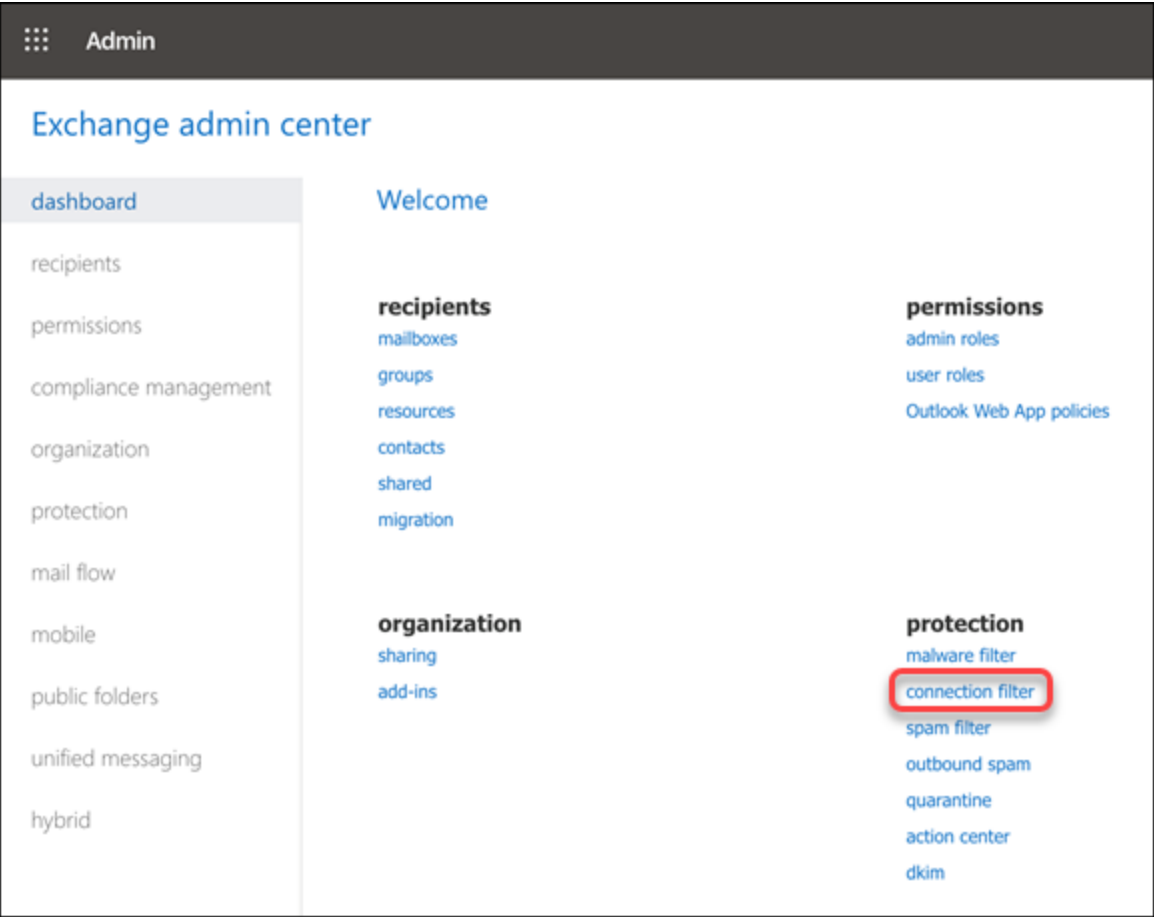 Admin
Exchange admin center
dashboard
recipients
permissions
compliance management
organization
protection
mail flow
mobile
public folders
unified messaging
hybrid
Welcome
recipients
mailboxes
groups
resources
contacts
shared
migration
permissions
admin roles
user roles
Outlook Web App policies
organization
sharing
add-ins
protection
malware filter
connection filter
spam filter
outbound spam
quarantine
action center
dkim